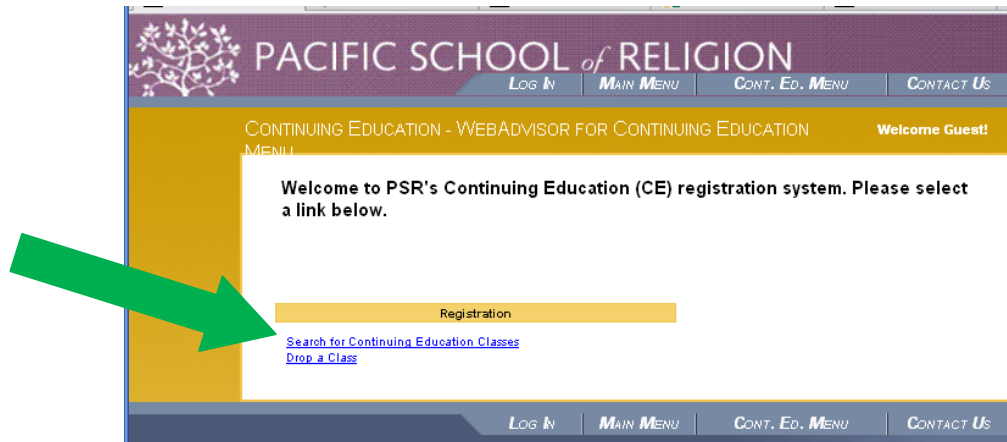 PACIFIC SCHOOL of RELIGION
LOG IN MAIN MENU CONT. ED. MENU CONTACT US
CONTINUING EDUCATION - WEBADVISOR FOR CONTINUING EDUCATION Welcome Guest!
MENU
Welcome to PSR's Continuing Education (CE) registration system. Please select
a link below.
Registration
Search for Continuing Education Classes
Drop a Class
LOG IN MAIN MENU CONT. ED. MENU CONTACT US